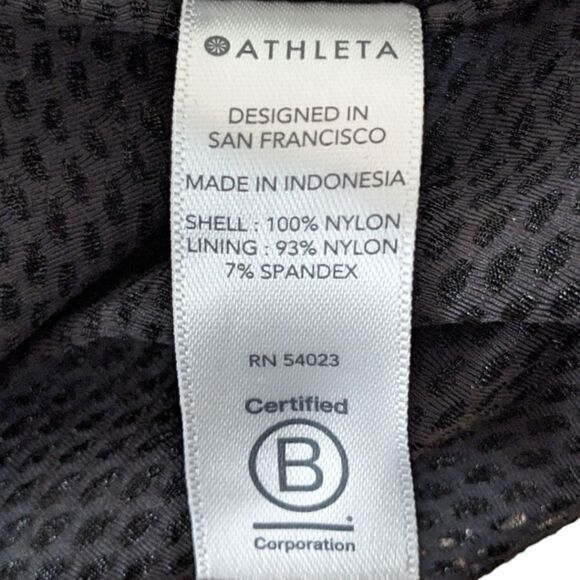 ATHLETA
DESIGNED IN
SAN FRANCISCO
MADE IN INDONESIA
SHELL : 100% NYLON
LINING : 93% NYLON
7% SPANDEX
RN 54023
Certified
B
Corporation